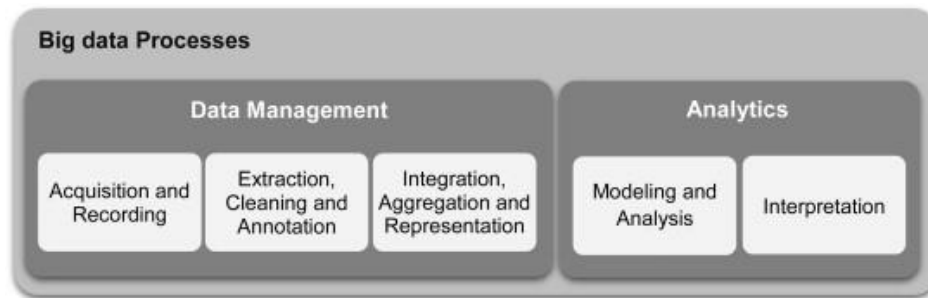 Big data Processes
Data Management
Acquisition and
Recording
Extraction,
Cleaning and
Annotation
Integration,
Aggregation and
Representation
Analytics
Modeling and
Analysis
Interpretation